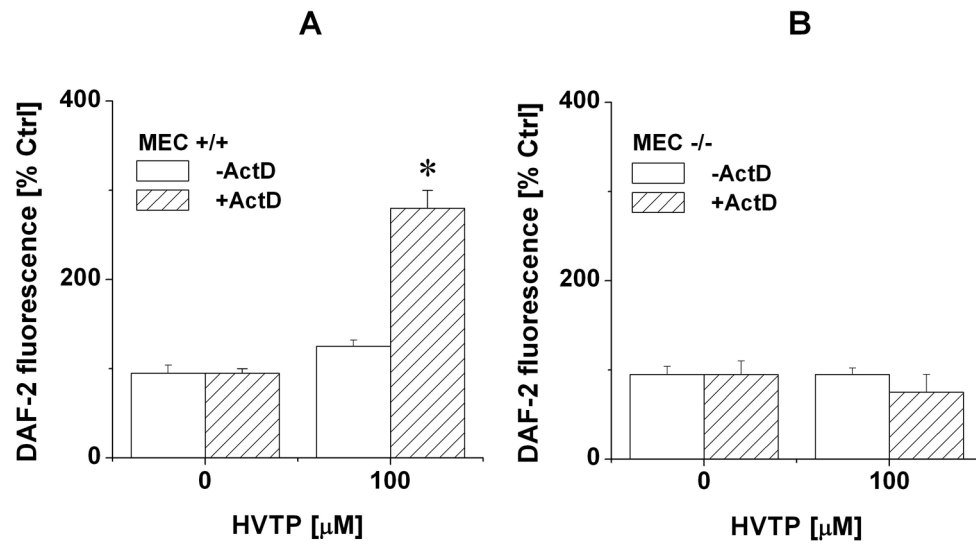 A
DAF-2 fluorescence [% Ctrl]
400
200
0
MEC +/+
-ActD
+ActD
*
0
100
HVTP [μM]
B
DAF-2 fluorescence [% Ctrl]
400
200
0
MEC -/-
-ActD
+ActD
0
100
HVTP [μM]